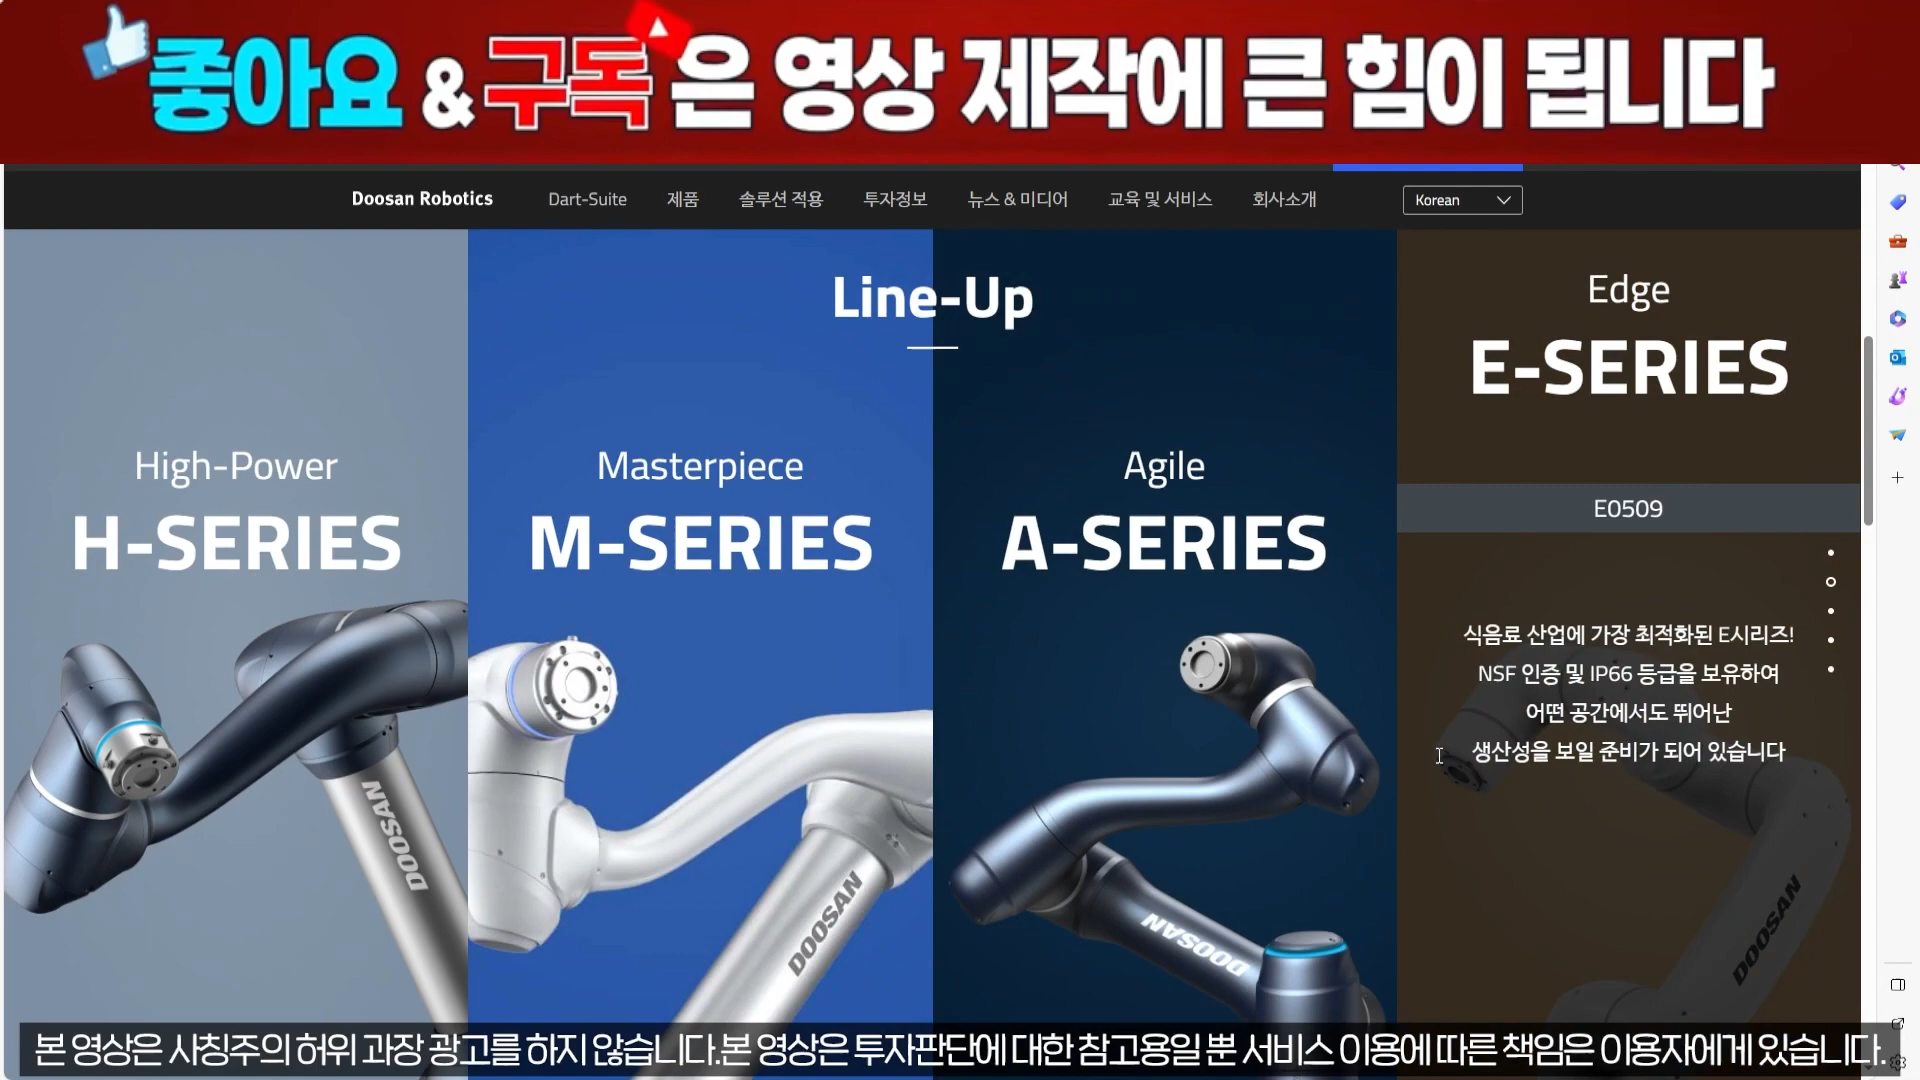 좋아요 & 구독은 영상 제작에 큰 힘이 됩니다
Doosan Robotics Dart-Suite 제품 솔루션 적용 투자정보 뉴스 & 미디어 교육 및 서비스 회사소개 Korean
Line-Up
High-Power
H-SERIES
DOOSAN
Masterpiece
M-SERIES
DOOSAN
Agile
A-SERIES
DOOSAN
Edge
E-SERIES
E0509
식음료 산업에 가장 최적화된 E시리즈!
NSF 인증 및 IP66 등급을 보유하여
어떤 공간에서도 뛰어난
생산성을 보일 준비가 되어 있습니다
DOOSAN
본 영상은 사칭주의 허위 과장 광고를 하지 않습니다.본 영상은 투자판단에 대한 참고용일 뿐 서비스 이용에 따른 책임은 이용자에게 있습니다.